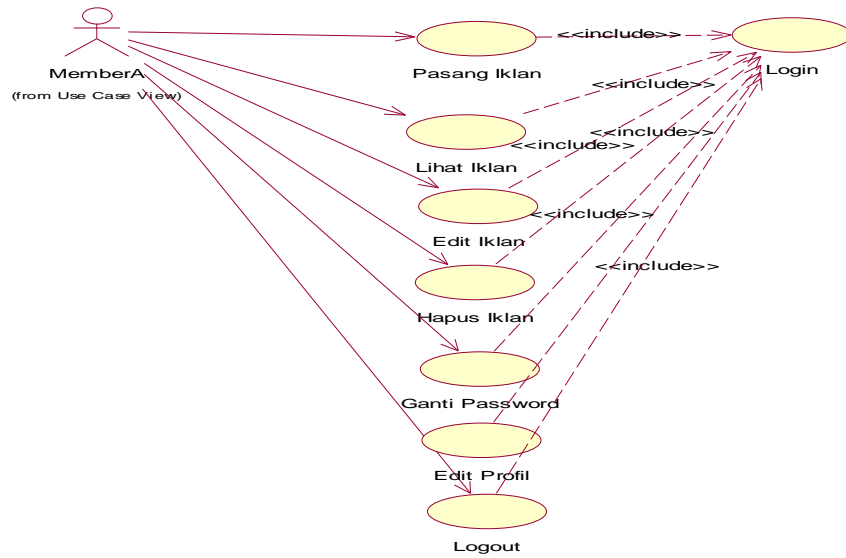 <<include>>
MemberA
(from Use Case View)
Pasang Iklan
Login
<<include>>
<<include>>
<<include>>
Lihat Iklan
<<include>>
Edit Iklan
<<include>>
Hapus Iklan
Ganti Password
Edit Profil
Logout